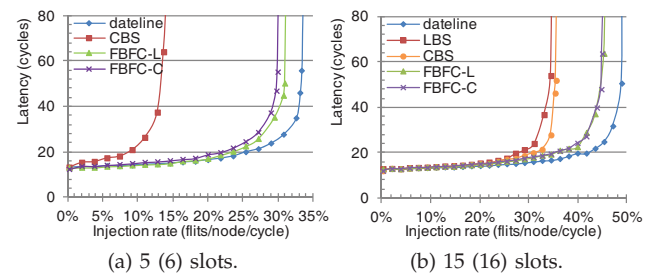 Latency (cycles)
80
60
40
20
0
dateline
CBS
FBFC-L
FBFC-C
0% 5% 10% 15% 20% 25% 30% 35%
Injection rate (flits/node/cycle)
(a) 5 (6) slots.
Latency (cycles)
80
60
40
20
0
dateline
LBS
CBS
FBFC-L
FBFC-C
0% 10% 20% 30% 40% 50%
Injection rate (flits/node/cycle)
(b) 15 (16) slots.